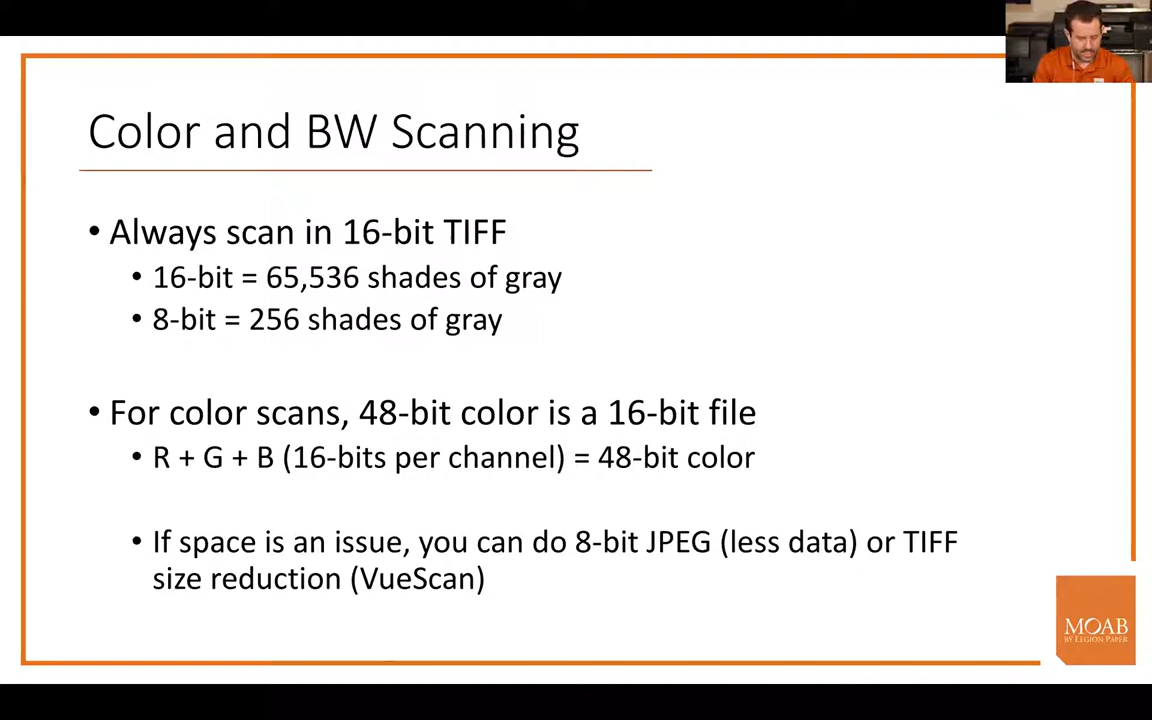 Color and BW Scanning
• Always scan in 16-bit TIFF
• 16-bit = 65,536 shades of gray
• 8-bit = 256 shades of gray
• For color scans, 48-bit color is a 16-bit file
• R + G + B (16-bits per channel) = 48-bit color
• If space is an issue, you can do 8-bit JPEG (less data) or TIFF
size reduction (VueScan)
MOAB
BY LEGION PAPER